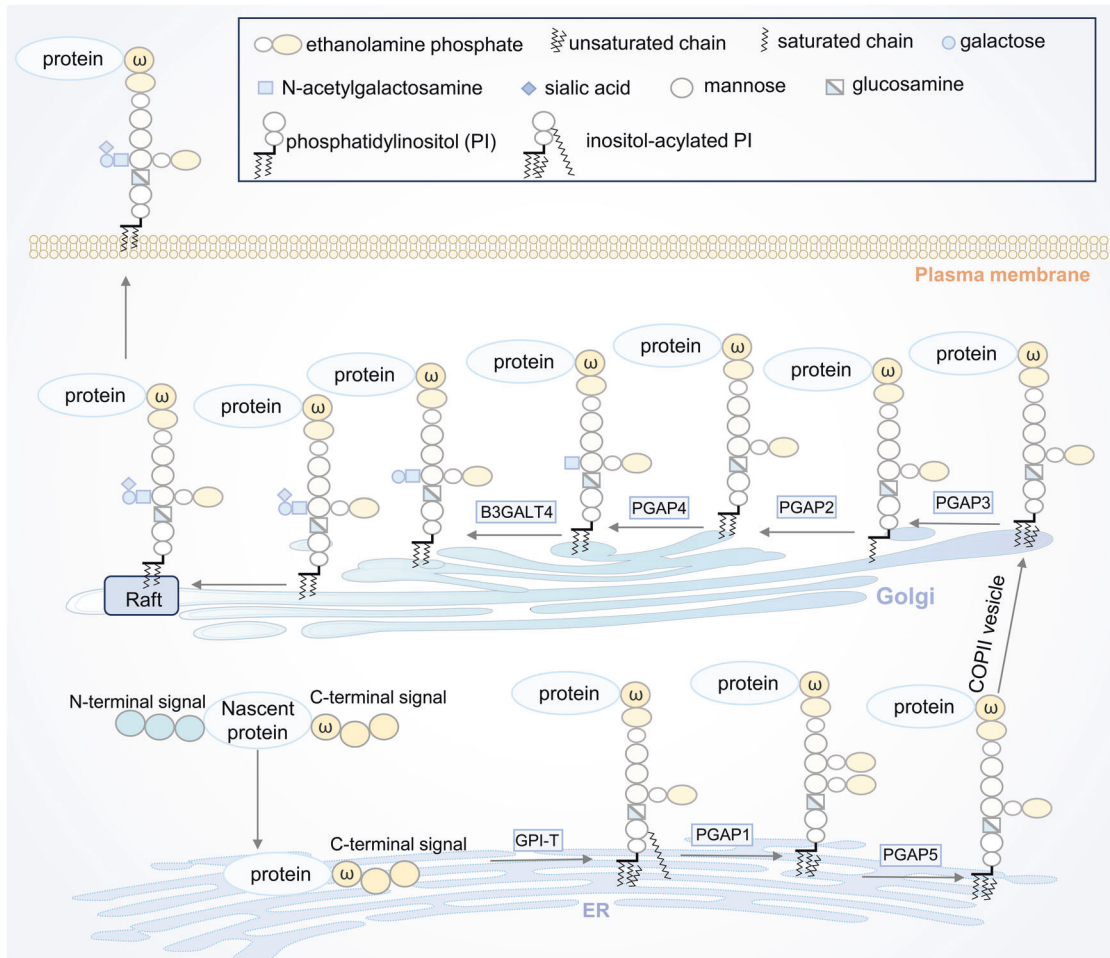 protein ω
ethanolamine phosphate unsaturated chain saturated chain galactose
N-acetylgalactosamine sialic acid mannose glucosamine
phosphatidylinositol (PI) inositol-acylated PI
Plasma membrane
protein ω
protein ω
protein ω
protein ω
protein ω
protein ω
protein ω
B3GALT4
PGAP4
PGAP2
PGAP3
Raft
Golgi
COPII vesicle
N-terminal signal
Nascent
protein
C-terminal signal
ω
protein ω
protein ω
protein ω
C-terminal signal
protein ω
GPI-T
PGAP1
PGAP5
ER